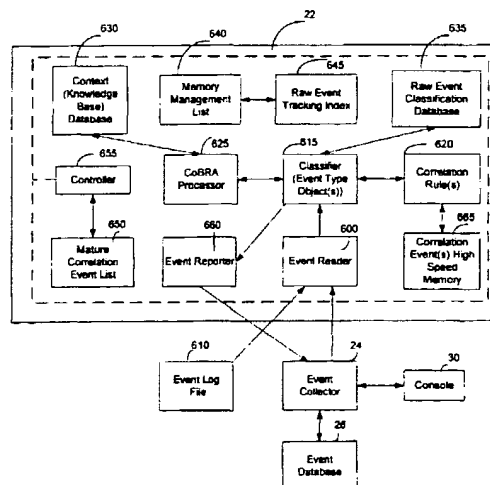 630
22
640
645
635
Context
(Knowledge
Base)
Database
Memory
Management
List
Raw Event
Tracking Index
Raw Event
Classification
Database
655
625
615
620
Controller
CoBRA
Processor
Classifier
(Event Type
Object(s))
Correlation
Rule(s)
650
660
600
665
Mature
Correlation
Event List
Event Reporter
Event Reader
Correlation
Event(s) High
Speed
Memory
610
24
30
Event Log
File
Event
Collector
Console
26
Event
Database